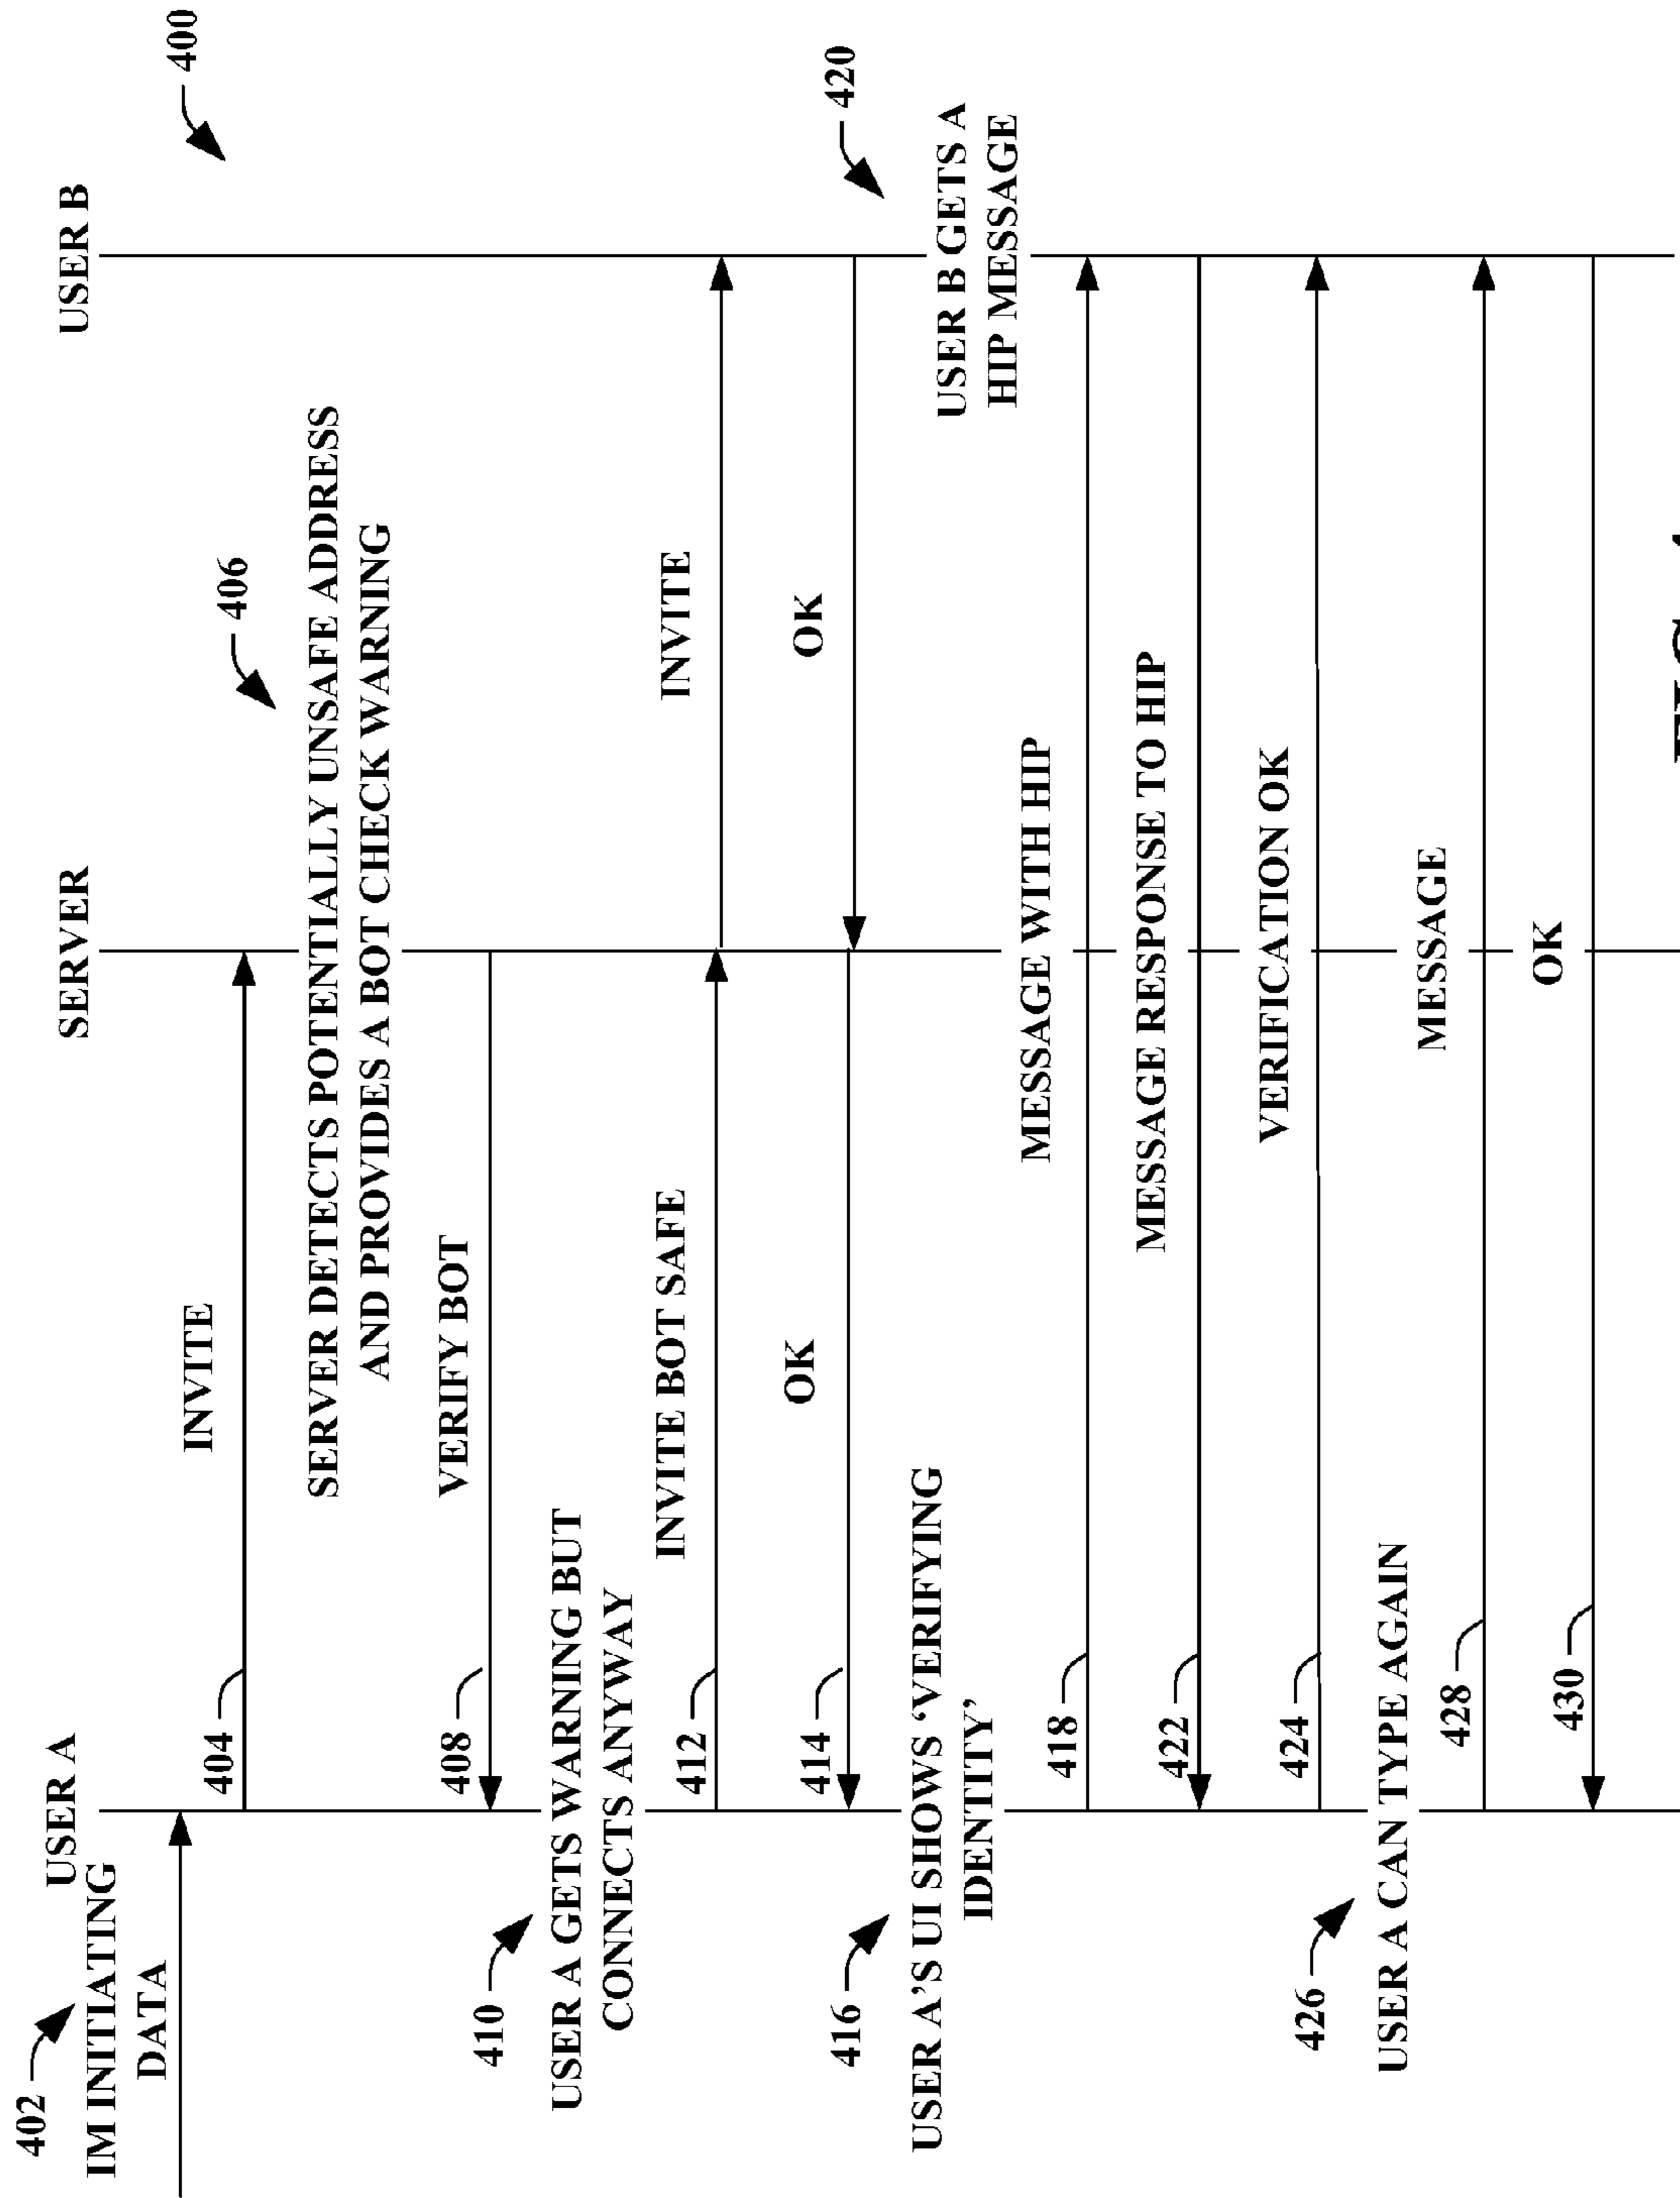 402
IM INITIATING
DATA
USER A
SERVER
USER B
400
404
INVITE
406
SERVER DETECTS POTENTIALLY UNSAFE ADDRESS
AND PROVIDES A BOT CHECK WARNING
408
VERIFY BOT
410
USER A GETS WARNING BUT
CONNECTS ANYWAY
412
INVITE BOT SAFE
INVITE
414
OK
OK
416
USER A'S UI SHOWS 'VERIFYING
IDENTITY'
420
USER B GETS A
HIP MESSAGE
418
MESSAGE WITH HIP
422
MESSAGE RESPONSE TO HIP
424
VERIFICATION OK
426
USER A CAN TYPE AGAIN
428
MESSAGE
430
OK